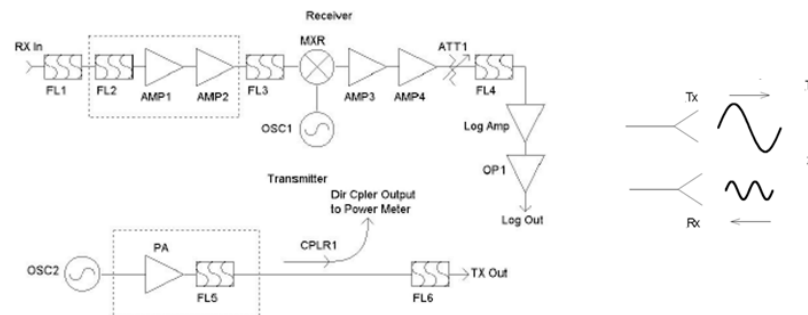 Receiver
RX In
FL1
FL2
AMP1
AMP2
FL3
MXR
OSC1
AMP3
AMP4
ATT1
FL4
Log Amp
OP1
Log Out
Transmitter
Dir Cpler Output
to Power Meter
OSC2
PA
FL5
CPLR1
FL6
TX Out
Tx
Rx